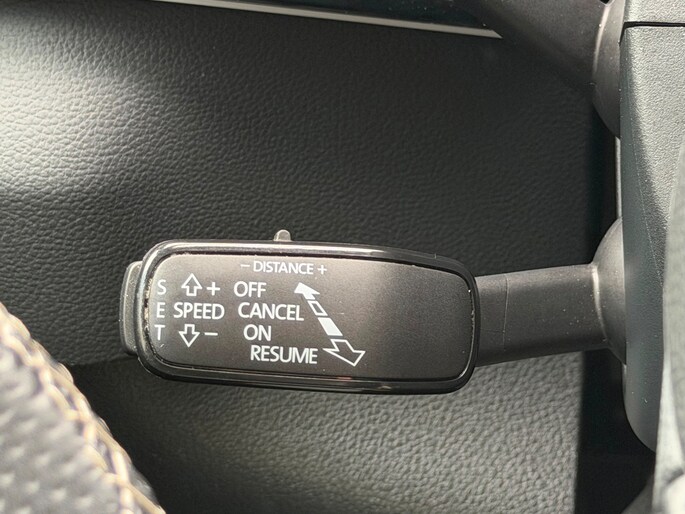 − DISTANCE +
S + OFF
E SPEED CANCEL
T − ON
RESUME